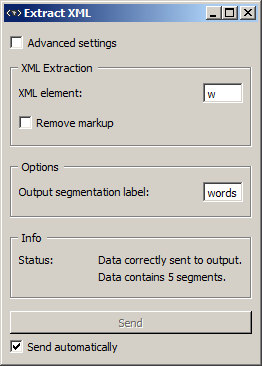 Extract XML
Advanced settings
XML Extraction
XML element: w
Remove markup
Options
Output segmentation label: words
Info
Status: Data correctly sent to output.
Data contains 5 segments.
Send
Send automatically